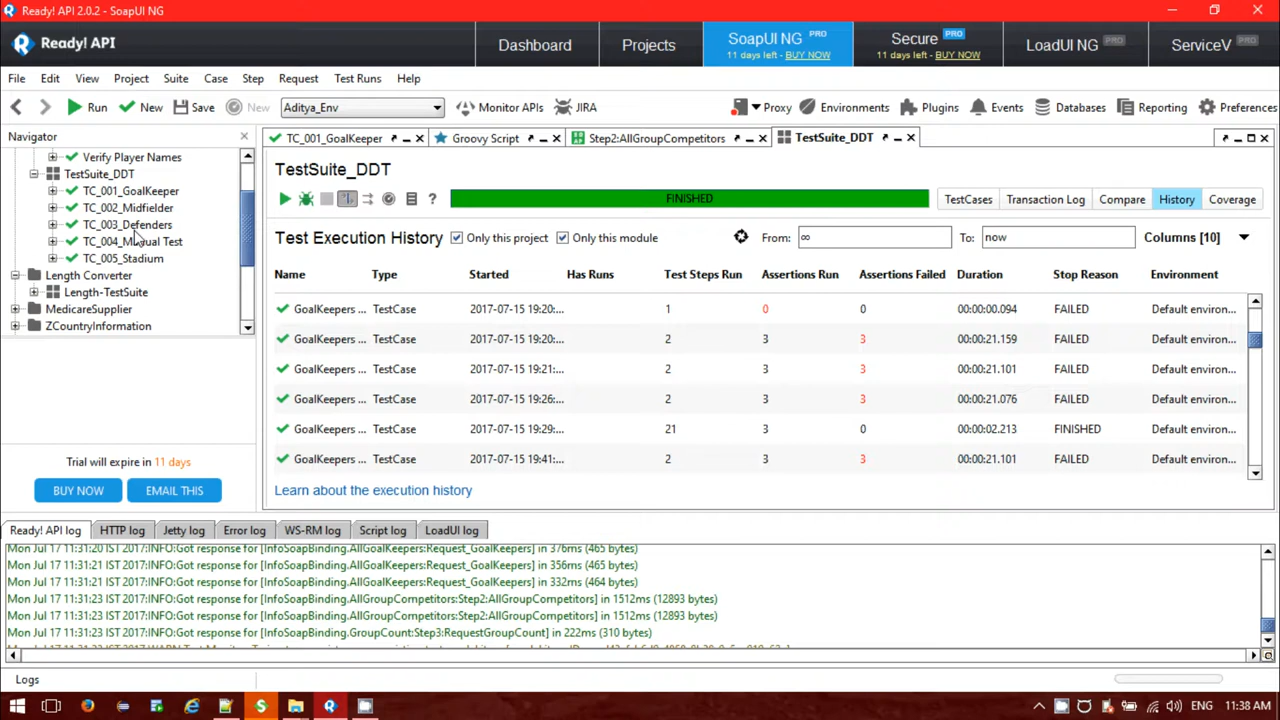 Ready! API 2.0.2 - SoapUI NG
Ready! API
Dashboard
Projects
SoapUI NG PRO
11 days left - BUY NOW
Secure PRO
11 days left - BUY NOW
LoadUI NG PRO
ServiceV PRO
File Edit View Project Suite Case Step Request Test Runs Help
Run New Save New Aditya_Env Monitor APIs JIRA Proxy Environments Plugins Events Databases Reporting Preferences
Navigator
Verify Player Names
TestSuite_DDT
TC_001_GoalKeeper
TC_002_Midfielder
TC_003_Defenders
TC_004_Manual Test
TC_005_Stadium
Length Converter
Length-TestSuite
MedicareSupplier
ZCountryInformation
Trial will expire in 11 days
BUY NOW EMAIL THIS
TC_001_GoalKeeper Groovy Script Step2:AllGroupCompetitors TestSuite_DDT
TestSuite_DDT
FINISHED
TestCases Transaction Log Compare History Coverage
Test Execution History Only this project Only this module From: ∞ To: now Columns [10]
Name Type Started Has Runs Test Steps Run Assertions Run Assertions Failed Duration Stop Reason Environment
GoalKeepers ... TestCase 2017-07-15 19:20:... 1 0 0 00:00:00.094 FAILED Default environ...
GoalKeepers ... TestCase 2017-07-15 19:20:... 2 3 3 00:00:21.159 FAILED Default environ...
GoalKeepers ... TestCase 2017-07-15 19:21:... 2 3 3 00:00:21.101 FAILED Default environ...
GoalKeepers ... TestCase 2017-07-15 19:26:... 2 3 3 00:00:21.076 FAILED Default environ...
GoalKeepers ... TestCase 2017-07-15 19:29:... 21 3 0 00:00:02.213 FINISHED Default environ...
GoalKeepers ... TestCase 2017-07-15 19:41:... 2 3 3 00:00:21.101 FAILED Default environ...
Learn about the execution history
Ready! API log HTTP log Jetty log Error log WS-RM log Script log LoadUI log
Mon Jul 17 11:31:20 IST 2017:INFO:Got response for [InfoSoapBinding.AllGoalKeepers:Request_GoalKeepers] in 376ms (465 bytes)
Mon Jul 17 11:31:21 IST 2017:INFO:Got response for [InfoSoapBinding.AllGoalKeepers:Request_GoalKeepers] in 356ms (465 bytes)
Mon Jul 17 11:31:21 IST 2017:INFO:Got response for [InfoSoapBinding.AllGoalKeepers:Request_GoalKeepers] in 332ms (464 bytes)
Mon Jul 17 11:31:23 IST 2017:INFO:Got response for [InfoSoapBinding.AllGroupCompetitors:Step2:AllGroupCompetitors] in 1512ms (12893 bytes)
Mon Jul 17 11:31:23 IST 2017:INFO:Got response for [InfoSoapBinding.AllGroupCompetitors:Step2:AllGroupCompetitors] in 1512ms (12893 bytes)
Mon Jul 17 11:31:23 IST 2017:INFO:Got response for [InfoSoapBinding.GroupCount:Step3:RequestGroupCount] in 222ms (310 bytes)
Logs
ENG 11:38 AM